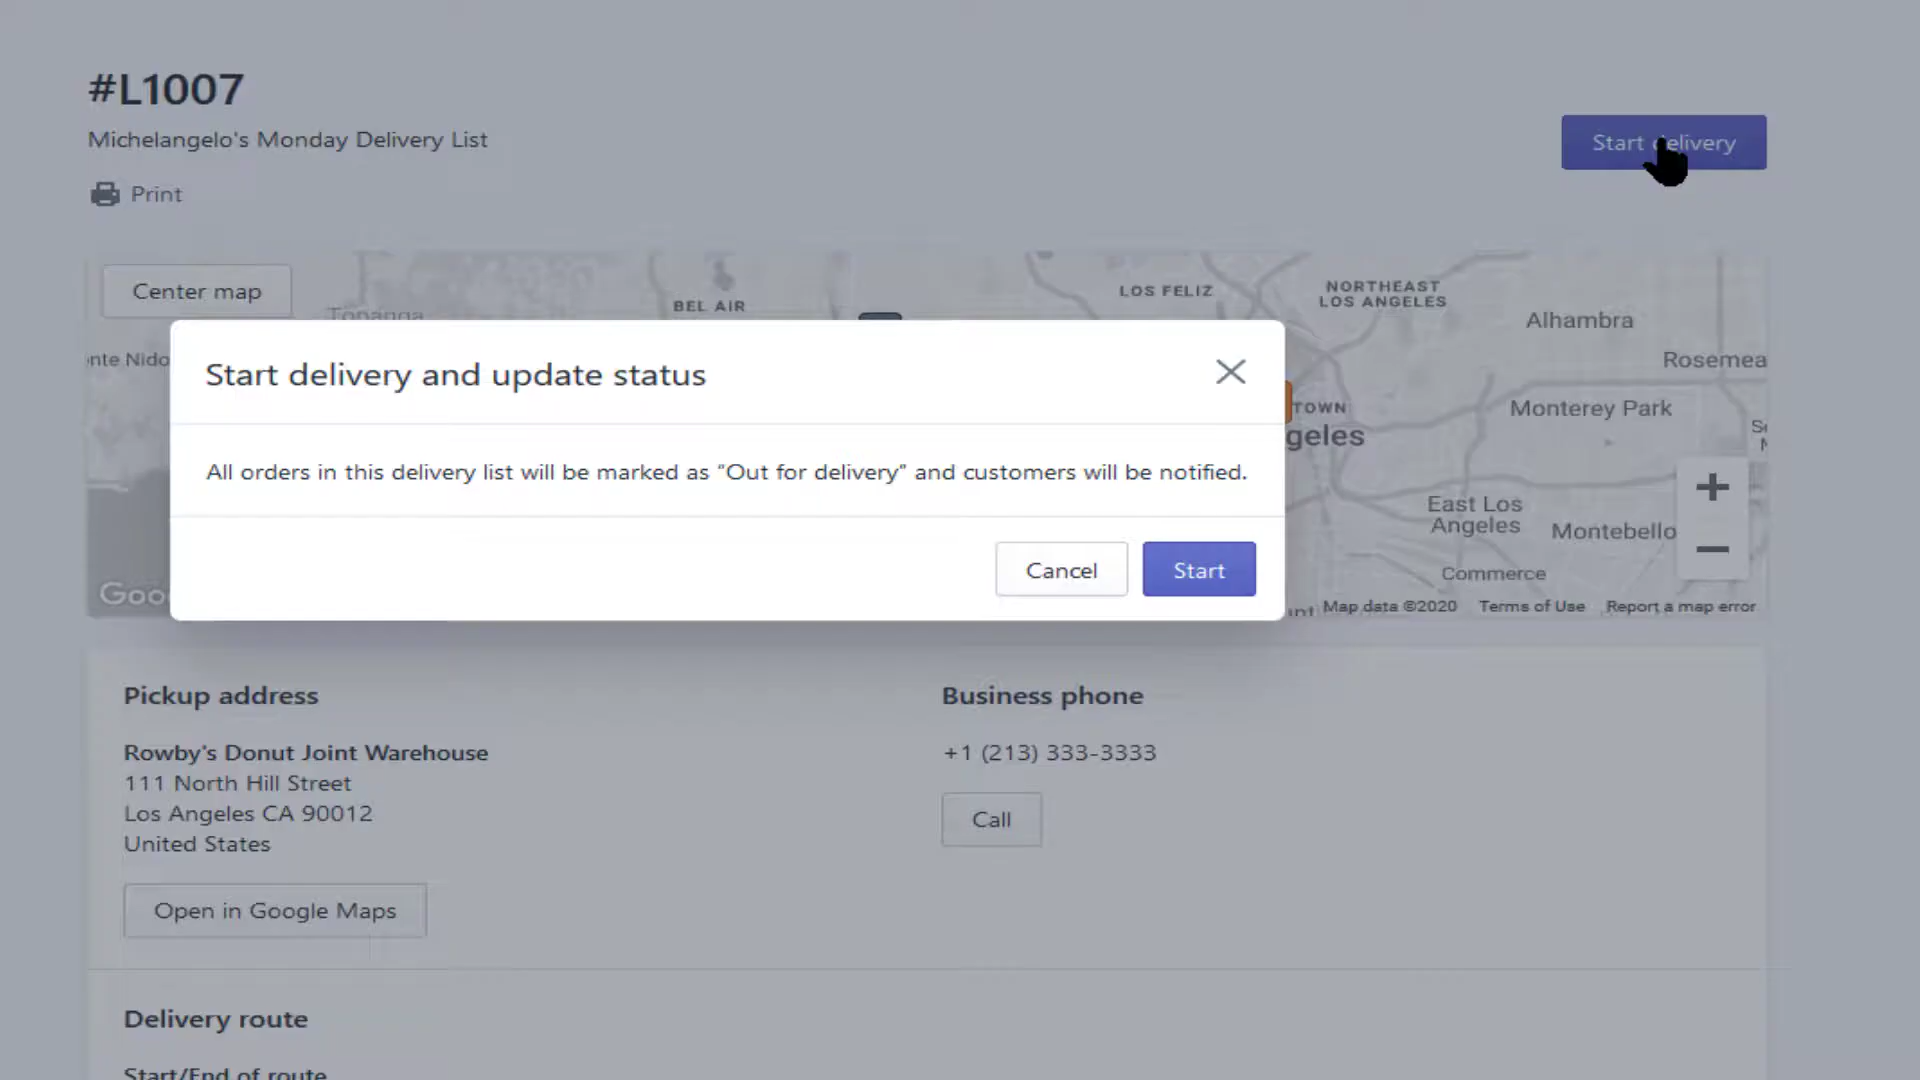 #L1007
Michelangelo's Monday Delivery List
Start delivery
Print
Center map
Topanga
BEL AIR
LOS FELIZ
NORTHEAST
LOS ANGELES
Alhambra
onte Nido
Rosemea
Start delivery and update status
TOWN
Monterey Park
geles
All orders in this delivery list will be marked as “Out for delivery” and customers will be notified.
East Los
Angeles
Montebello
Cancel
Start
Commerce
Goo
Map data ©2020
Terms of Use
Report a map error
Pickup address
Business phone
Rowby's Donut Joint Warehouse
+1 (213) 333-3333
111 North Hill Street
Los Angeles CA 90012
Call
United States
Open in Google Maps
Delivery route
Start/End of route